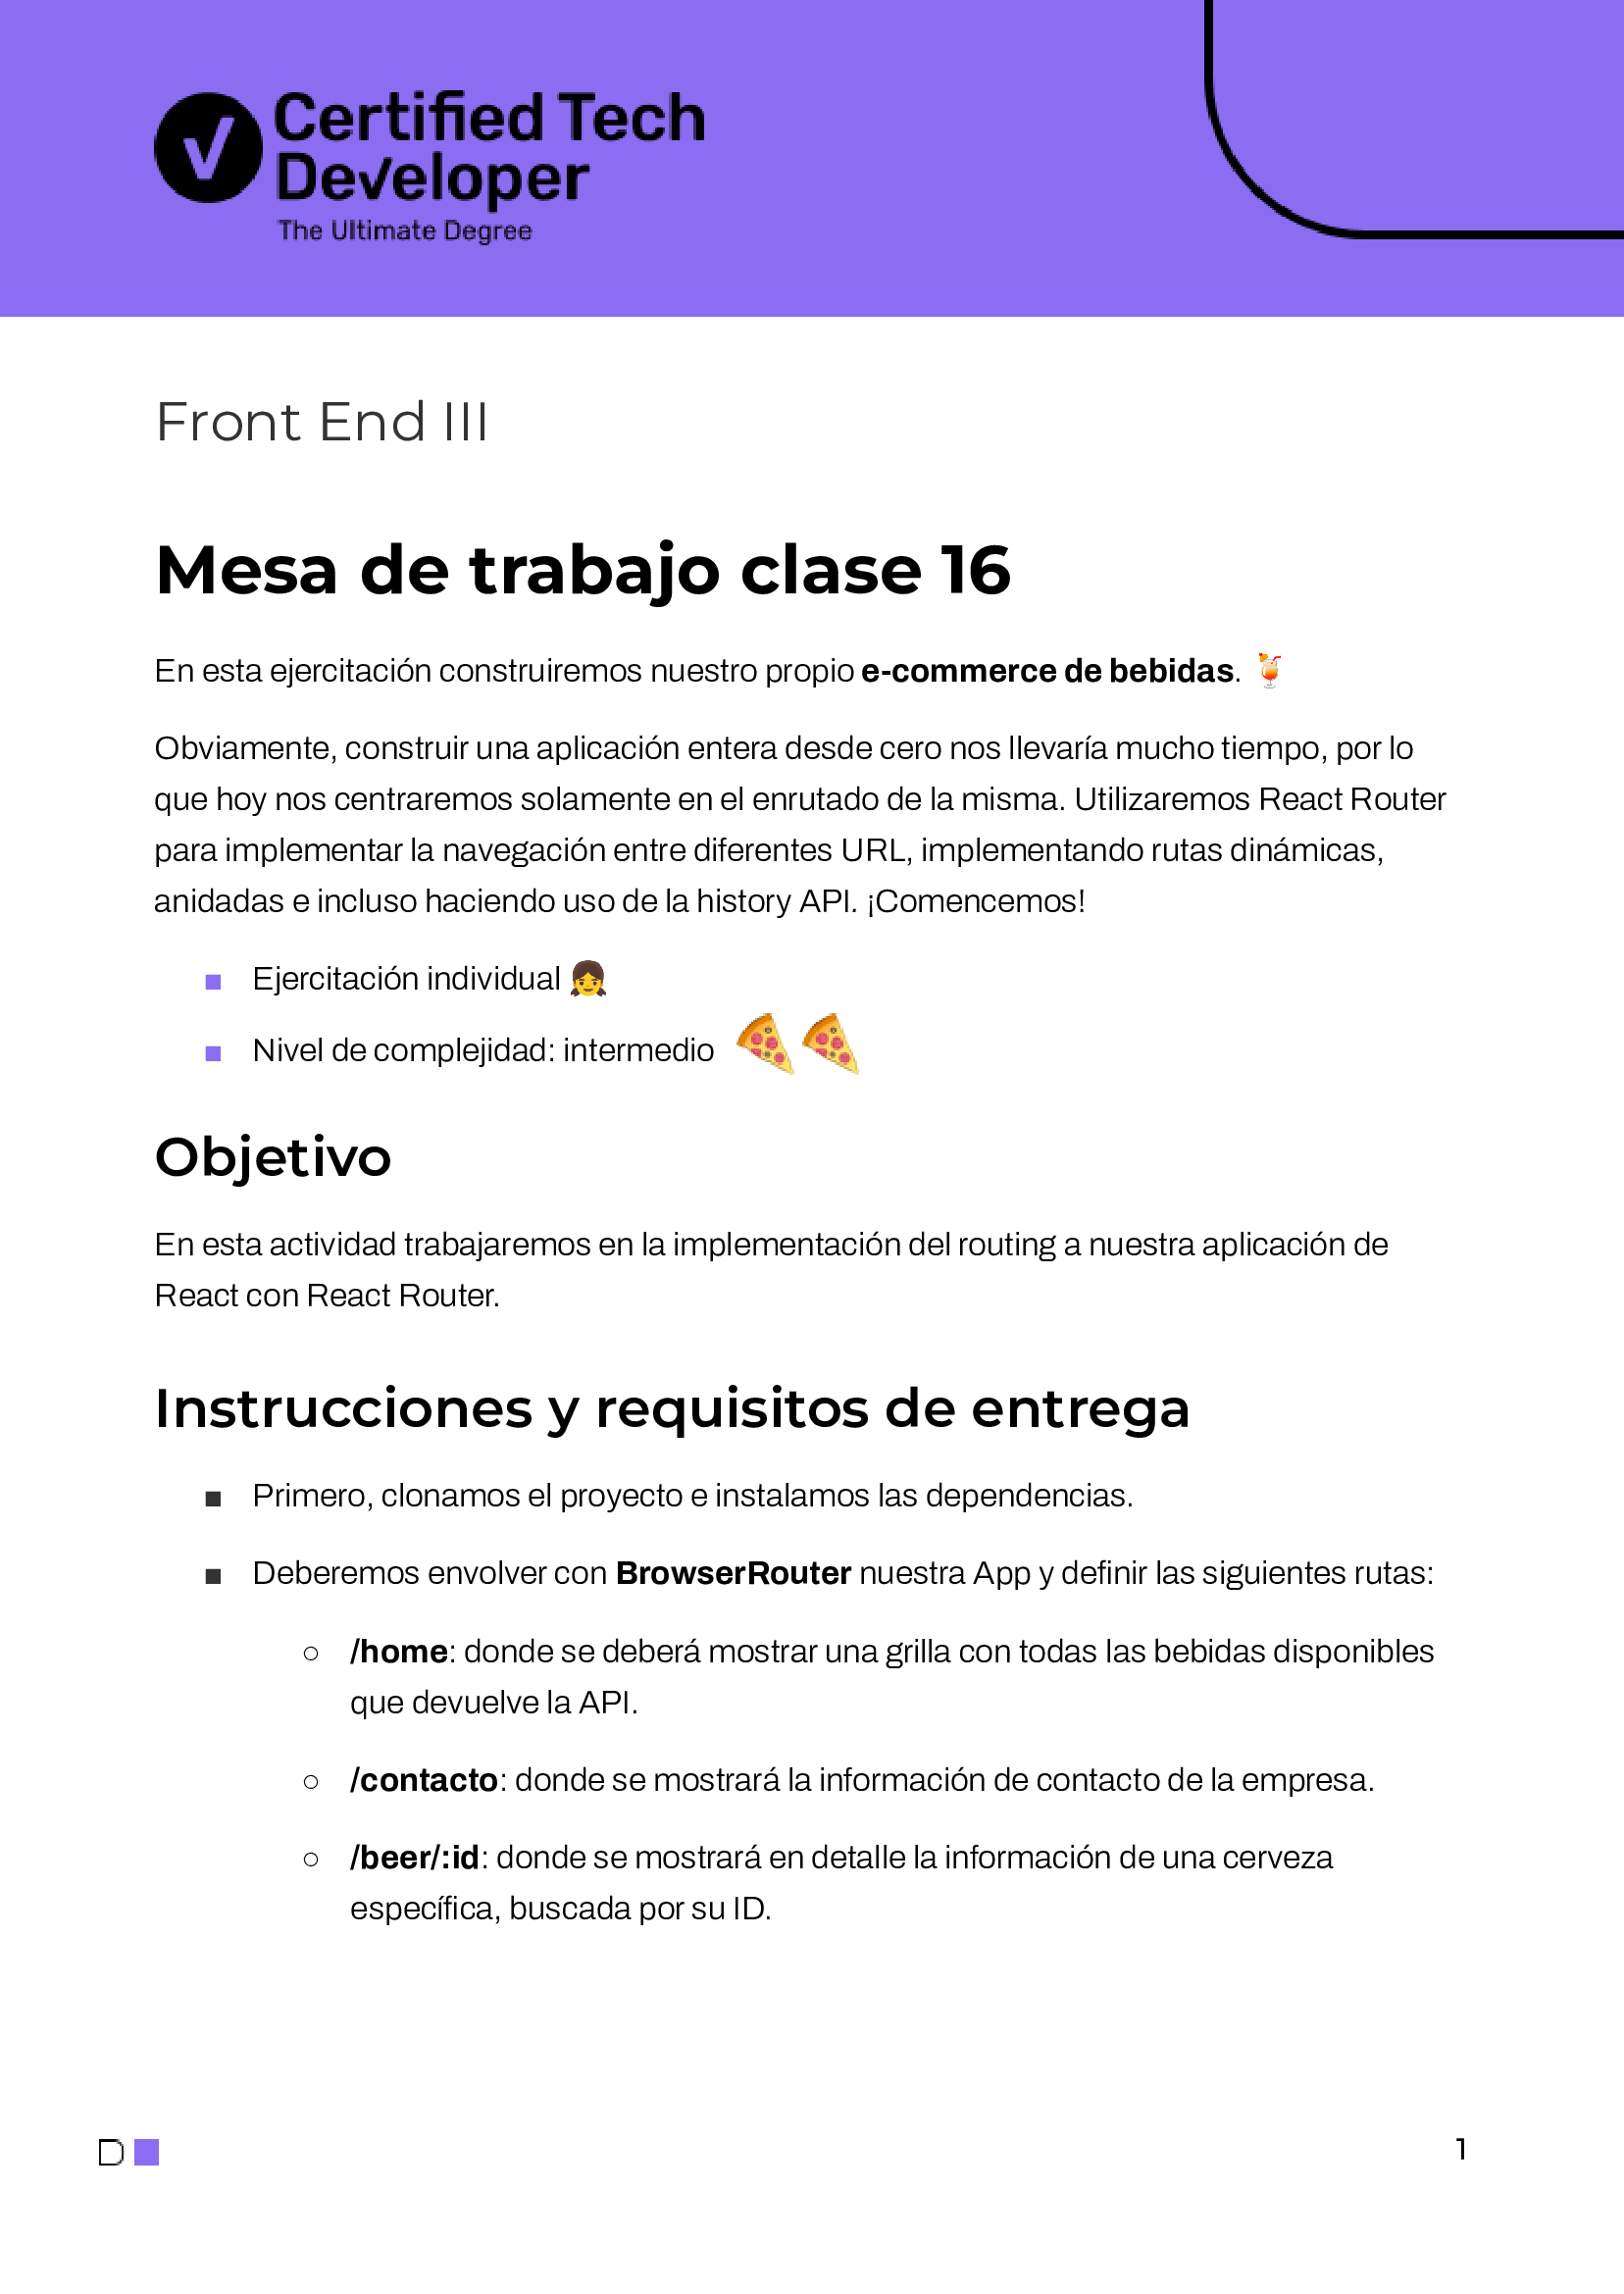 Certified Tech
Developer
The Ultimate Degree
Front End III
Mesa de trabajo clase 16
En esta ejercitación construiremos nuestro propio e-commerce de bebidas. 🍹
Obviamente, construir una aplicación entera desde cero nos llevaría mucho tiempo, por lo
que hoy nos centraremos solamente en el enrutado de la misma. Utilizaremos React Router
para implementar la navegación entre diferentes URL, implementando rutas dinámicas,
anidadas e incluso haciendo uso de la history API. ¡Comencemos!
■ Ejercitación individual 👧
■ Nivel de complejidad: intermedio 🍕🍕
Objetivo
En esta actividad trabajaremos en la implementación del routing a nuestra aplicación de
React con React Router.
Instrucciones y requisitos de entrega
■ Primero, clonamos el proyecto e instalamos las dependencias.
■ Deberemos envolver con BrowserRouter nuestra App y definir las siguientes rutas:
○ /home: donde se deberá mostrar una grilla con todas las bebidas disponibles
que devuelve la API.
○ /contacto: donde se mostrará la información de contacto de la empresa.
○ /beer/:id: donde se mostrará en detalle la información de una cerveza
específica, buscada por su ID.
D
1